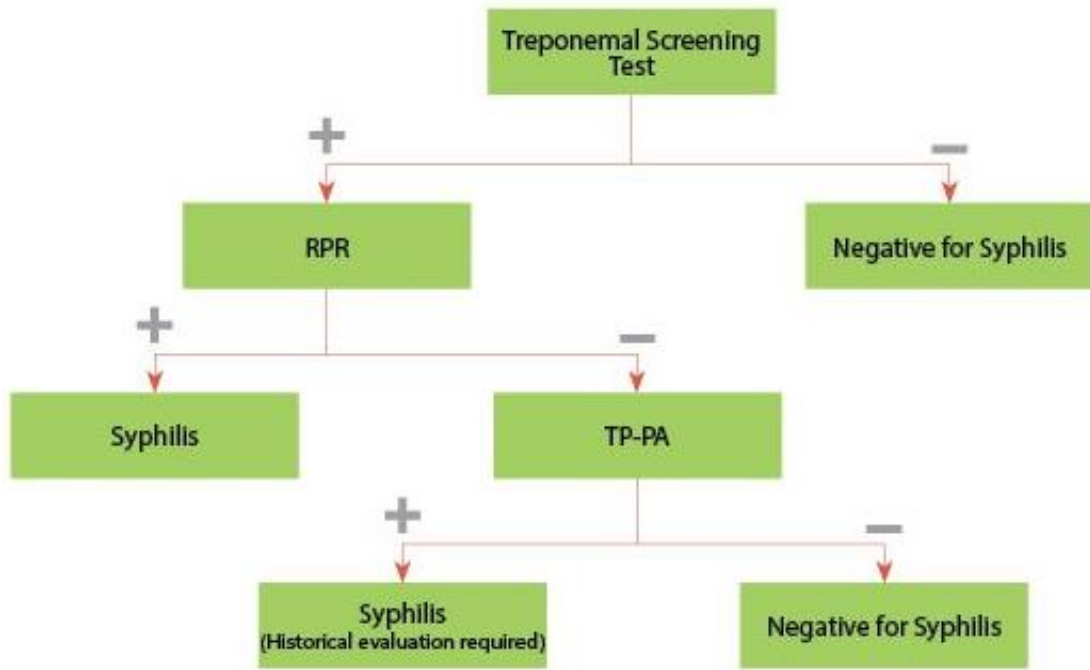 Treponemal Screening
Test
+
−
RPR
Negative for Syphilis
+
−
Syphilis
TP-PA
+
−
Syphilis
(Historical evaluation required)
Negative for Syphilis